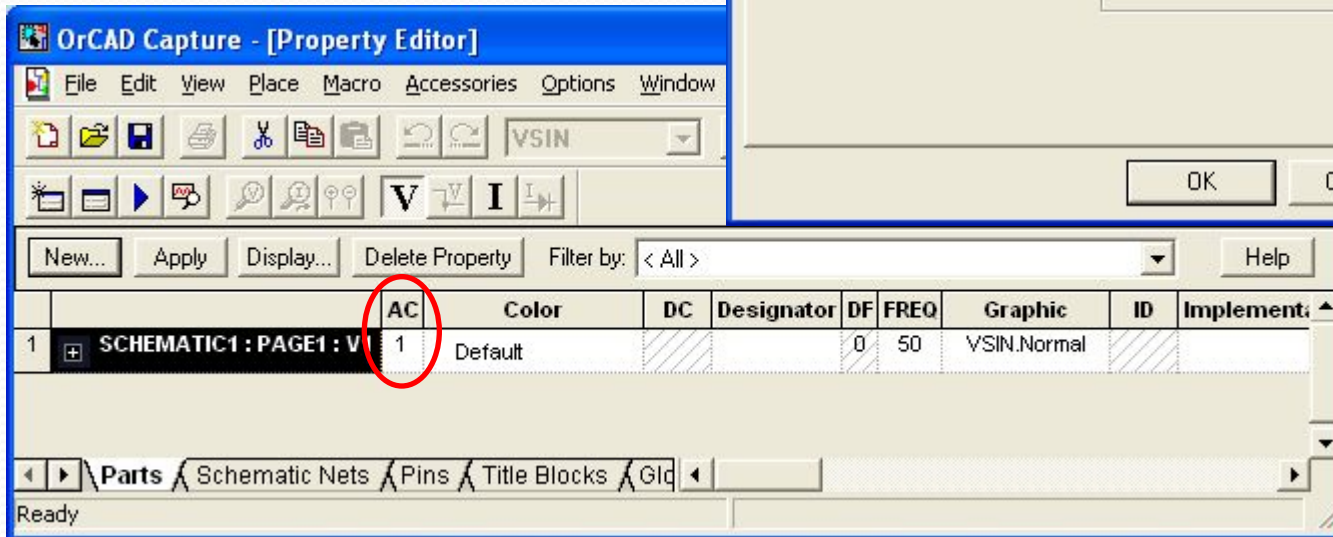 OrCAD Capture - [Property Editor]
File Edit View Place Macro Accessories Options Window
VSIN
V V I I
OK
New... Apply Display... Delete Property Filter by: < All > Help
AC Color DC Designator DF FREQ Graphic ID Implementa
1 SCHEMATIC1 : PAGE1 : V1 1 Default 0 50 VSIN.Normal
Parts Schematic Nets Pins Title Blocks Glo
Ready